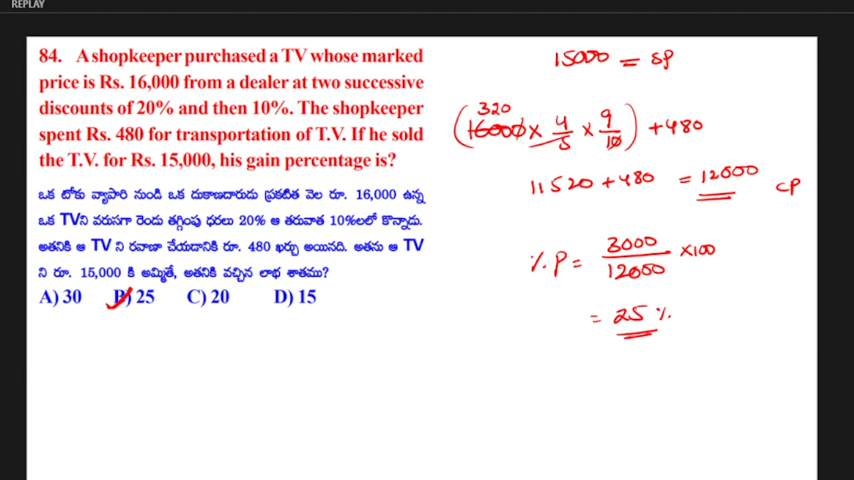 REPLAY
84. A shopkeeper purchased a TV whose marked
price is Rs. 16,000 from a dealer at two successive
discounts of 20% and then 10%. The shopkeeper
spent Rs. 480 for transportation of T.V. If he sold
the T.V. for Rs. 15,000, his gain percentage is?
ఒక టోకు వ్యాపారి నుండి ఒక దుకాణదారుడు ప్రకటిత వెల రూ. 16,000 ఉన్న
ఒక TVని వరుసగా రెండు తగ్గింపు ధరలు 20% ఆ తరువాత 10%లలో కొన్నాడు.
అతనికి ఆ TV ని రవాణా చేయడానికి రూ. 480 ఖర్చు అయినది. అతను ఆ TV
ని రూ. 15,000 కి అమ్మితే, అతనికి వచ్చిన లాభ శాతము?
A) 30 B) 25 C) 20 D) 15
15000 = SP
320
(16000 × 4/5 × 9/10) + 480
11520 + 480 = 12000 CP
% P = 3000/12000 × 100
= 25 %